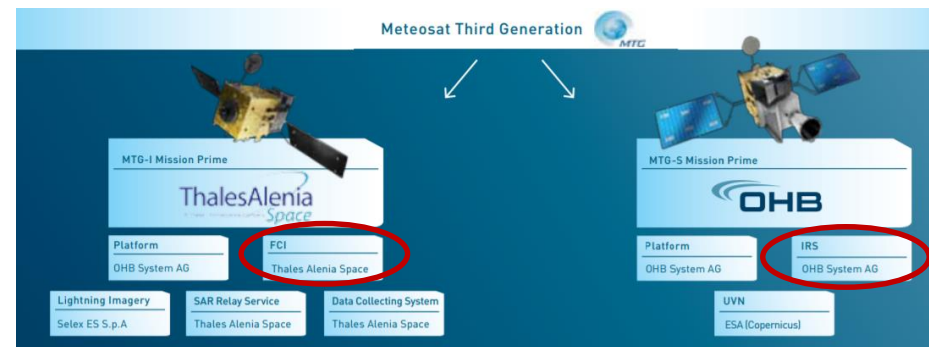 Meteosat Third Generation
MTG
MTG-I Mission Prime
ThalesAlenia
Space
Platform
OHB System AG
FCI
Thales Alenia Space
Lightning Imagery
Selex ES S.p.A
SAR Relay Service
Thales Alenia Space
Data Collecting System
Thales Alenia Space
MTG-S Mission Prime
OHB
Platform
OHB System AG
IRS
OHB System AG
UVN
ESA (Copernicus)